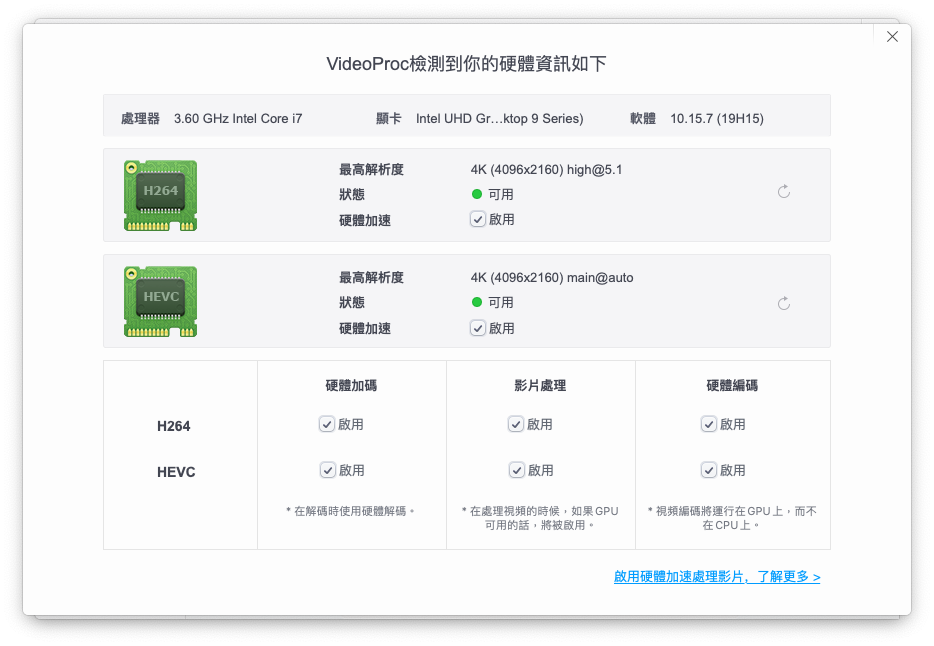 VideoProc檢測到你的硬體資訊如下
處理器 3.60 GHz Intel Core i7 顯卡 Intel UHD Gr...ktop 9 Series) 軟體 10.15.7 (19H15)
H264
最高解析度 4K (4096x2160) high@5.1
狀態 可用
硬體加速 啟用
HEVC
最高解析度 4K (4096x2160) main@auto
狀態 可用
硬體加速 啟用
硬體加碼 影片處理 硬體編碼
H264 啟用 啟用 啟用
HEVC 啟用 啟用 啟用
* 在解碼時使用硬體解碼。
* 在處理視頻的時候，如果GPU
可用的話，將被啟用。
* 視頻編碼將運行在GPU上，而不
在CPU上。
啟用硬體加速處理影片，了解更多 >